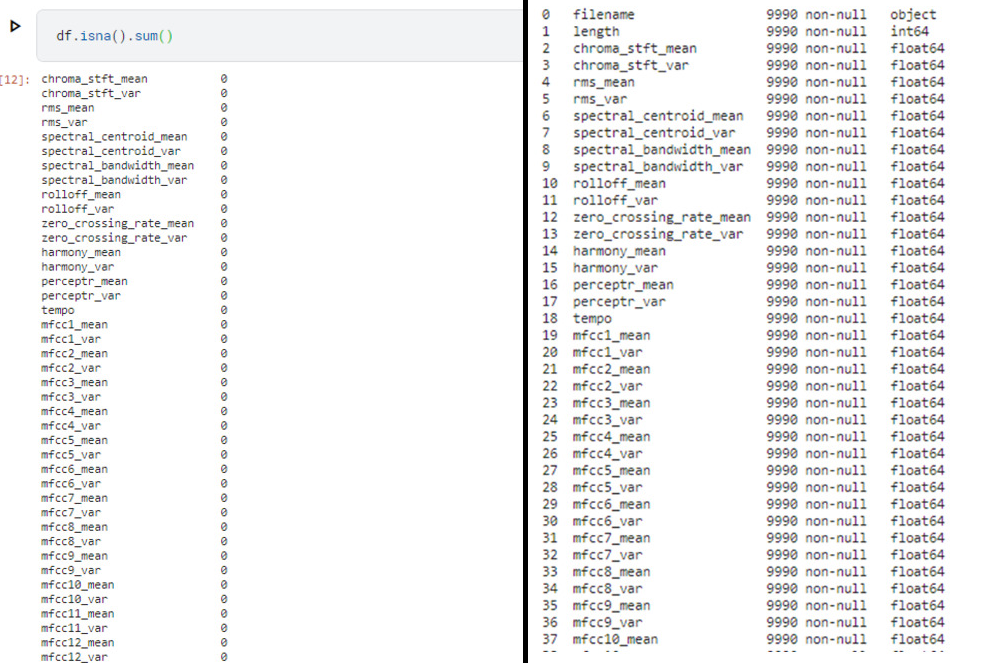 df.isna().sum()
[12]:
chroma_stft_mean 0
chroma_stft_var 0
rms_mean 0
rms_var 0
spectral_centroid_mean 0
spectral_centroid_var 0
spectral_bandwidth_mean 0
spectral_bandwidth_var 0
rolloff_mean 0
rolloff_var 0
zero_crossing_rate_mean 0
zero_crossing_rate_var 0
harmony_mean 0
harmony_var 0
perceptr_mean 0
perceptr_var 0
tempo 0
mfcc1_mean 0
mfcc1_var 0
mfcc2_mean 0
mfcc2_var 0
mfcc3_mean 0
mfcc3_var 0
mfcc4_mean 0
mfcc4_var 0
mfcc5_mean 0
mfcc5_var 0
mfcc6_mean 0
mfcc6_var 0
mfcc7_mean 0
mfcc7_var 0
mfcc8_mean 0
mfcc8_var 0
mfcc9_mean 0
mfcc9_var 0
mfcc10_mean 0
mfcc10_var 0
mfcc11_mean 0
mfcc11_var 0
mfcc12_mean 0
mfcc12_var 0
0 filename 9990 non-null object
1 length 9990 non-null int64
2 chroma_stft_mean 9990 non-null float64
3 chroma_stft_var 9990 non-null float64
4 rms_mean 9990 non-null float64
5 rms_var 9990 non-null float64
6 spectral_centroid_mean 9990 non-null float64
7 spectral_centroid_var 9990 non-null float64
8 spectral_bandwidth_mean 9990 non-null float64
9 spectral_bandwidth_var 9990 non-null float64
10 rolloff_mean 9990 non-null float64
11 rolloff_var 9990 non-null float64
12 zero_crossing_rate_mean 9990 non-null float64
13 zero_crossing_rate_var 9990 non-null float64
14 harmony_mean 9990 non-null float64
15 harmony_var 9990 non-null float64
16 perceptr_mean 9990 non-null float64
17 perceptr_var 9990 non-null float64
18 tempo 9990 non-null float64
19 mfcc1_mean 9990 non-null float64
20 mfcc1_var 9990 non-null float64
21 mfcc2_mean 9990 non-null float64
22 mfcc2_var 9990 non-null float64
23 mfcc3_mean 9990 non-null float64
24 mfcc3_var 9990 non-null float64
25 mfcc4_mean 9990 non-null float64
26 mfcc4_var 9990 non-null float64
27 mfcc5_mean 9990 non-null float64
28 mfcc5_var 9990 non-null float64
29 mfcc6_mean 9990 non-null float64
30 mfcc6_var 9990 non-null float64
31 mfcc7_mean 9990 non-null float64
32 mfcc7_var 9990 non-null float64
33 mfcc8_mean 9990 non-null float64
34 mfcc8_var 9990 non-null float64
35 mfcc9_mean 9990 non-null float64
36 mfcc9_var 9990 non-null float64
37 mfcc10_mean 9990 non-null float64